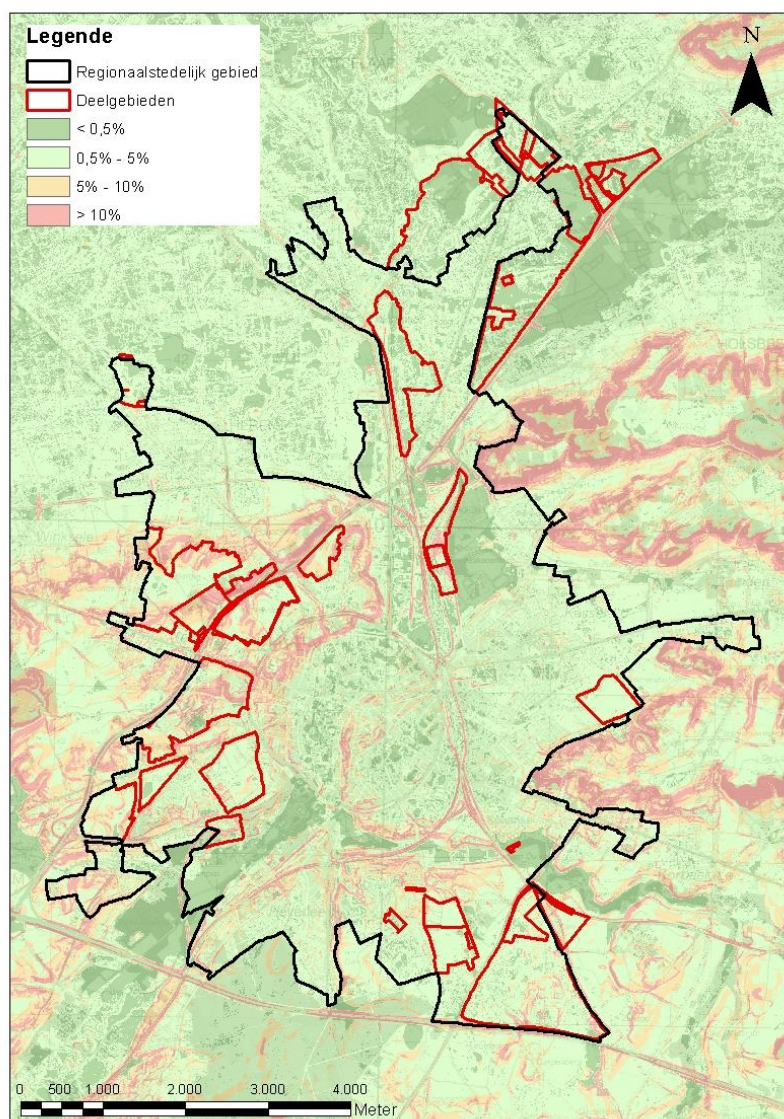 Legende
Regionaalstedelijk gebied
Deelgebieden
< 0,5%
0,5% - 5%
5% - 10%
> 10%
N
0 500 1.000 2.000 3.000 4.000
Meter